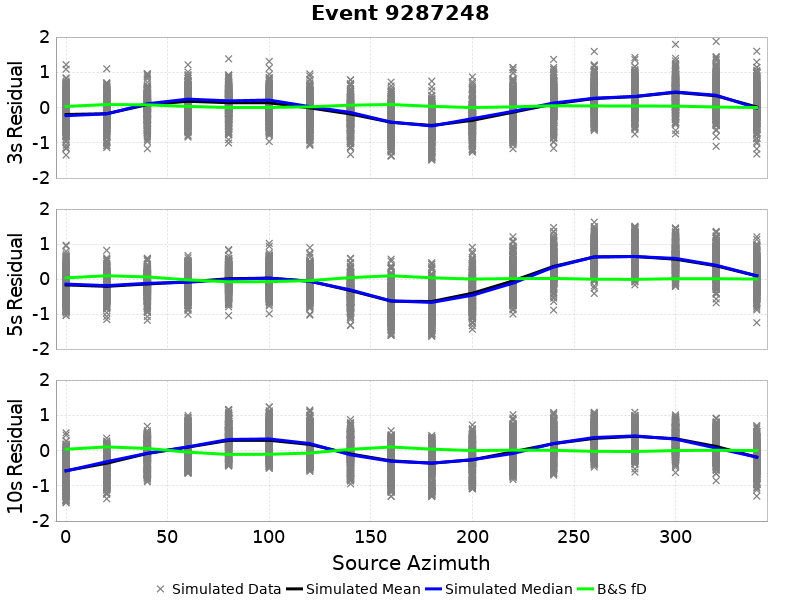 Event 9287248
3s Residual
2
1
0
-1
-2
5s Residual
2
1
0
-1
-2
10s Residual
2
1
0
-1
-2
0 50 100 150 200 250 300
Source Azimuth
Simulated Data Simulated Mean Simulated Median B&S fD